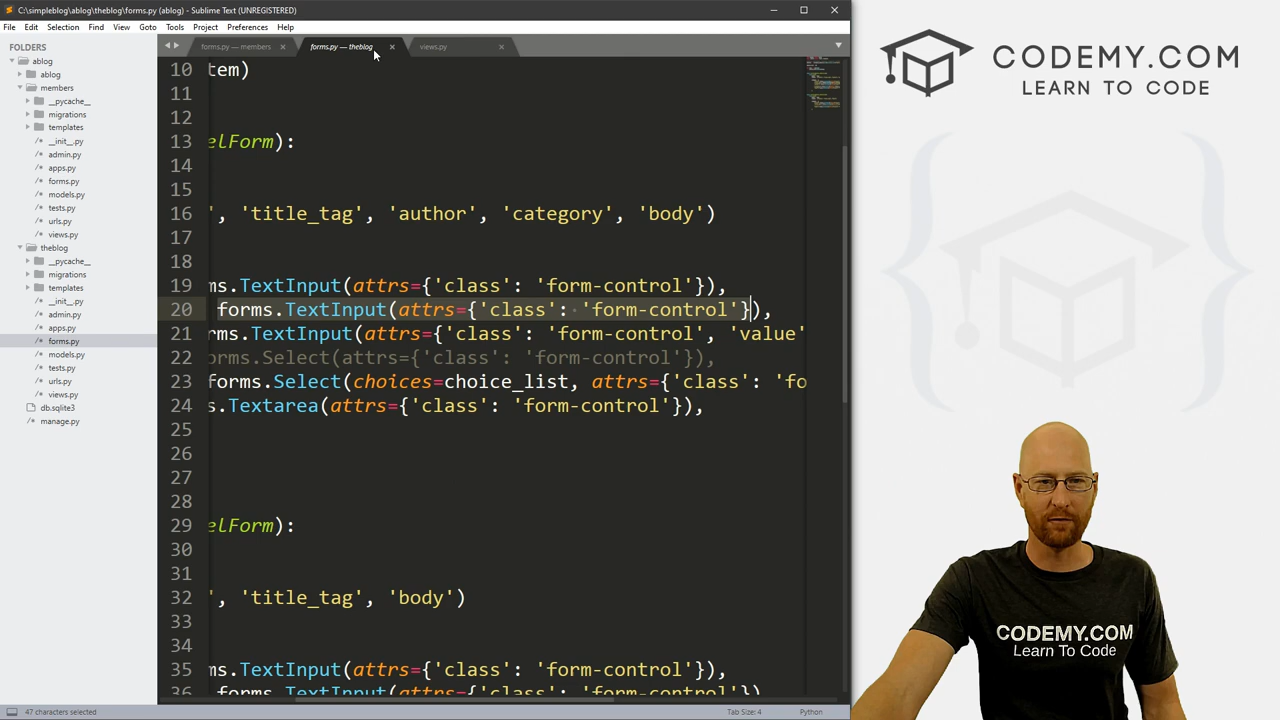 C:\simpleblog\ablog\theblog\forms.py (ablog) - Sublime Text (UNREGISTERED)
File Edit Selection Find View Goto Tools Project Preferences Help
FOLDERS
ablog
ablog
members
__pycache__
migrations
templates
__init__.py
admin.py
apps.py
forms.py
models.py
tests.py
urls.py
views.py
theblog
__pycache__
migrations
templates
__init__.py
admin.py
apps.py
forms.py
models.py
tests.py
urls.py
views.py
db.sqlite3
manage.py
forms.py — members
forms.py — theblog
views.py
10 tem)
11
12
13 elForm):
14
15
16 ', 'title_tag', 'author', 'category', 'body')
17
18
19 ms.TextInput(attrs={'class': 'form-control'}),
20 forms.TextInput(attrs={'class': 'form-control'}),
21 rms.TextInput(attrs={'class': 'form-control', 'value'
22 orms.Select(attrs={'class': 'form-control'}),
23 forms.Select(choices=choice_list, attrs={'class': 'fo
24 s.Textarea(attrs={'class': 'form-control'}),
25
26
27
28
29 elForm):
30
31
32 ', 'title_tag', 'body')
33
34
35 ms.TextInput(attrs={'class': 'form-control'}),
36 forms.TextInput(attrs={'class': 'form-control'}),
47 characters selected
Tab Size: 4
Python
CODEMY.COM
LEARN TO CODE
CODEMY.COM
Learn To Code